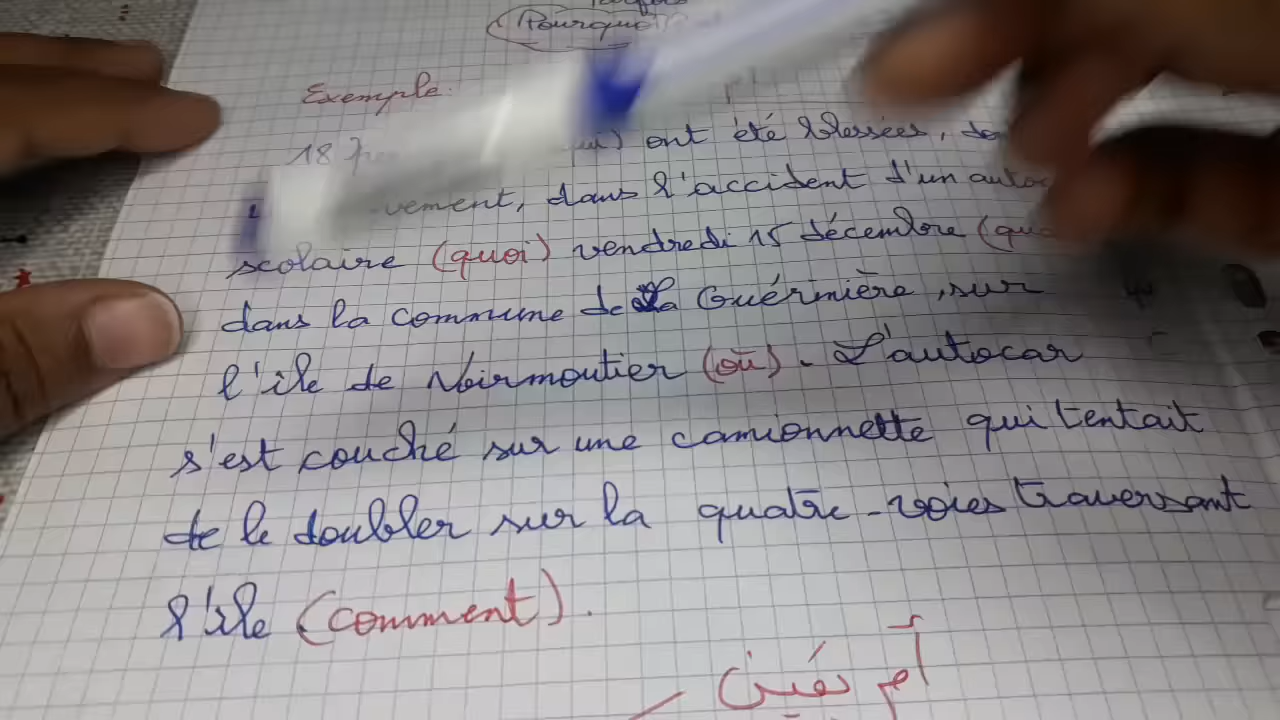 Pourquoi
Exemple.
18 ont été blessées,
dans l'accident d'un
scolaire (quoi) vendredi 15 décembre
dans la commune de la Guérinière, sur
l'île de Noirmoutier (où). L'autocar
s'est couché sur une camionnette qui tentait
de le doubler sur la quatre-voies traversant
l'île (comment).